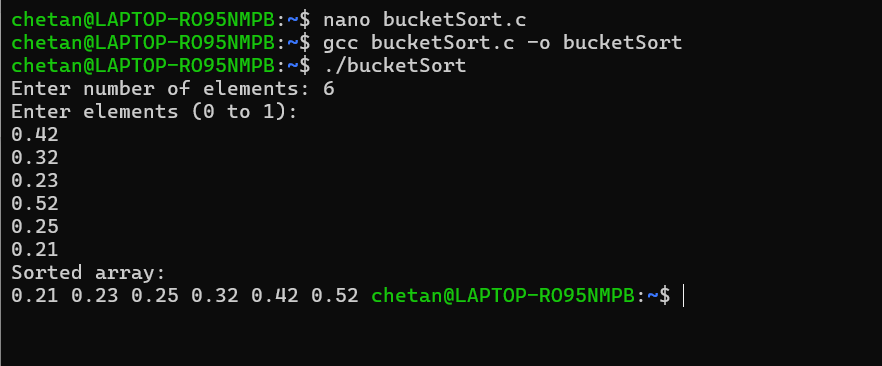 chetan@LAPTOP-RO95NMPB:~$ nano bucketSort.c
chetan@LAPTOP-RO95NMPB:~$ gcc bucketSort.c -o bucketSort
chetan@LAPTOP-RO95NMPB:~$ ./bucketSort
Enter number of elements: 6
Enter elements (0 to 1):
0.42
0.32
0.23
0.52
0.25
0.21
Sorted array:
0.21 0.23 0.25 0.32 0.42 0.52 chetan@LAPTOP-RO95NMPB:~$